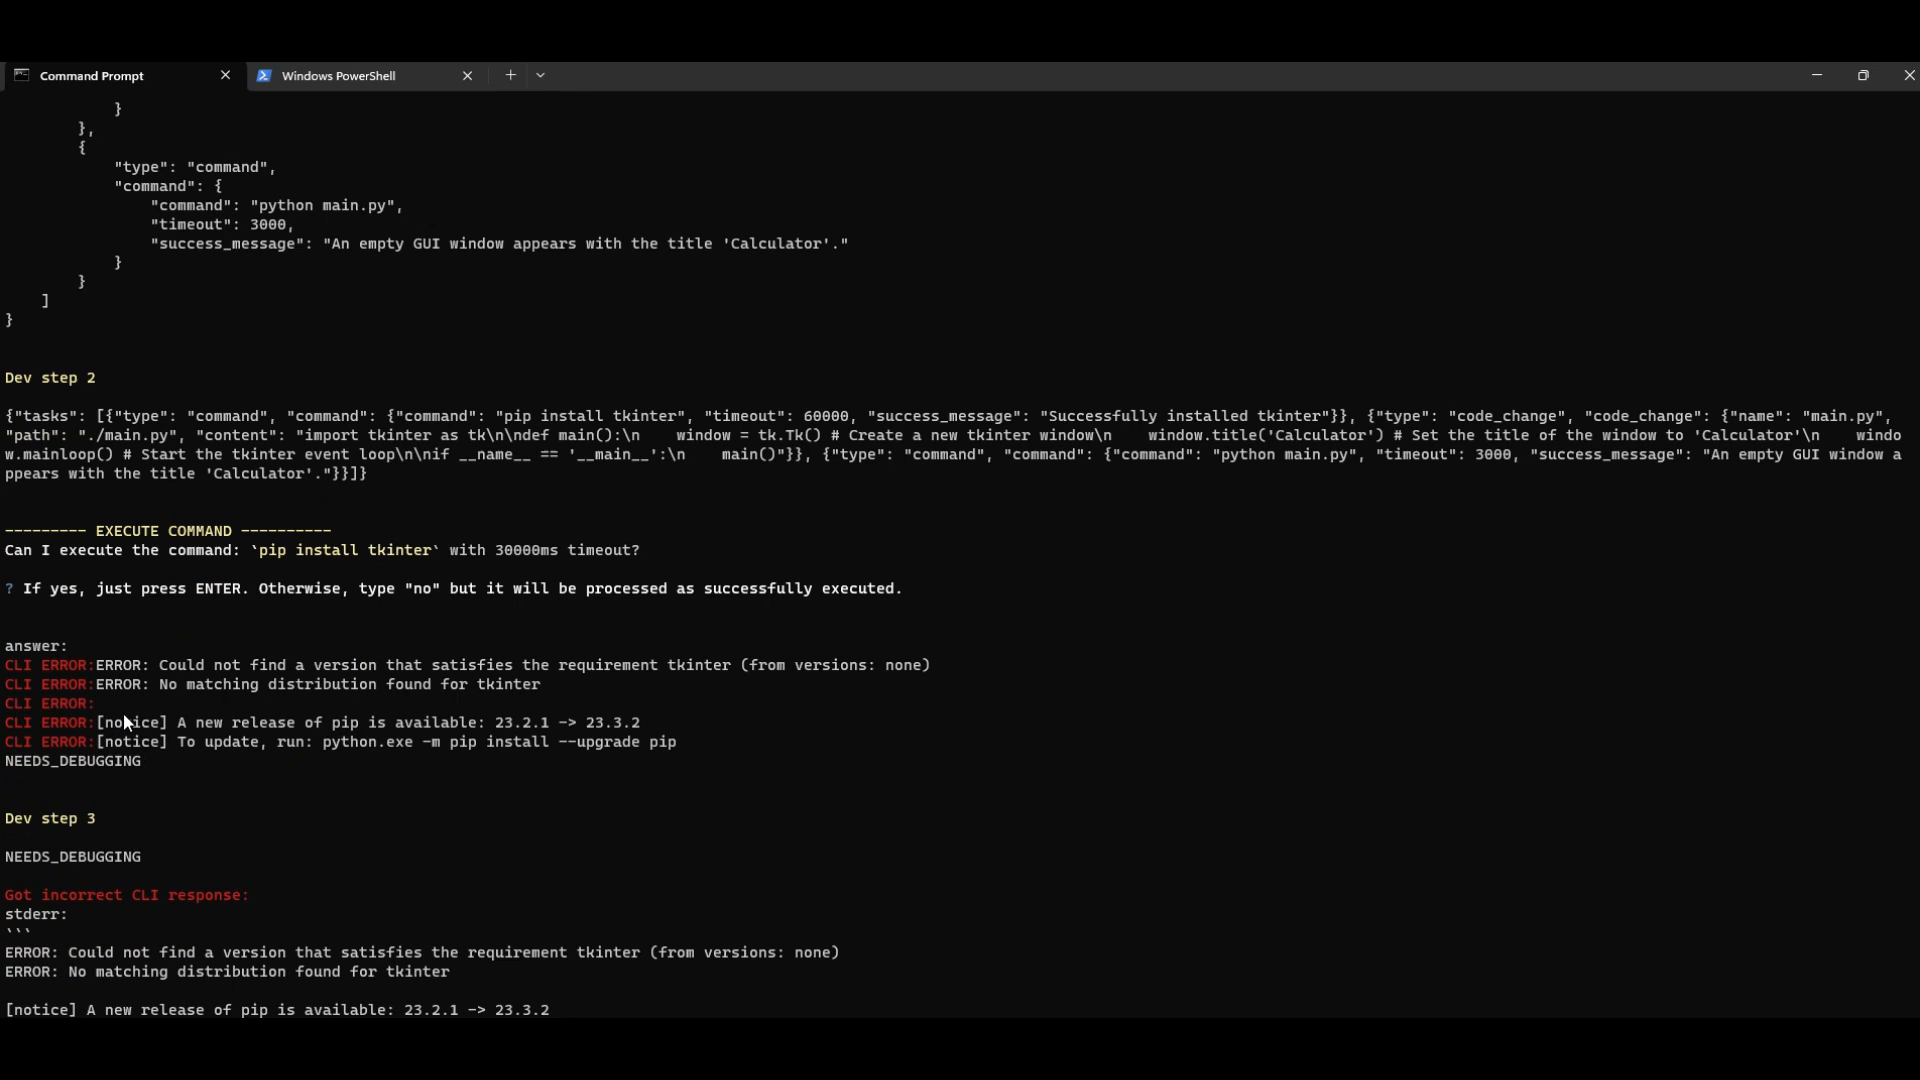 Command Prompt
Windows PowerShell
}
},
{
"type": "command",
"command": {
"command": "python main.py",
"timeout": 3000,
"success_message": "An empty GUI window appears with the title 'Calculator'."
}
}
]
}
Dev step 2
{"tasks": [{"type": "command", "command": {"command": "pip install tkinter", "timeout": 60000, "success_message": "Successfully installed tkinter"}}, {"type": "code_change", "code_change": {"name": "main.py",
"path": "./main.py", "content": "import tkinter as tk\n\ndef main():\n    window = tk.Tk() # Create a new tkinter window\n    window.title('Calculator') # Set the title of the window to 'Calculator'\n    windo
w.mainloop() # Start the tkinter event loop\n\nif __name__ == '__main__':\n    main()"}}, {"type": "command", "command": {"command": "python main.py", "timeout": 3000, "success_message": "An empty GUI window a
ppears with the title 'Calculator'."}}]}
--------- EXECUTE COMMAND ----------
Can I execute the command: `pip install tkinter` with 30000ms timeout?
? If yes, just press ENTER. Otherwise, type "no" but it will be processed as successfully executed.
answer:
CLI ERROR:ERROR: Could not find a version that satisfies the requirement tkinter (from versions: none)
CLI ERROR:ERROR: No matching distribution found for tkinter
CLI ERROR:
CLI ERROR:[notice] A new release of pip is available: 23.2.1 -> 23.3.2
CLI ERROR:[notice] To update, run: python.exe -m pip install --upgrade pip
NEEDS_DEBUGGING
Dev step 3
NEEDS_DEBUGGING
Got incorrect CLI response:
stderr:
```
ERROR: Could not find a version that satisfies the requirement tkinter (from versions: none)
ERROR: No matching distribution found for tkinter
[notice] A new release of pip is available: 23.2.1 -> 23.3.2